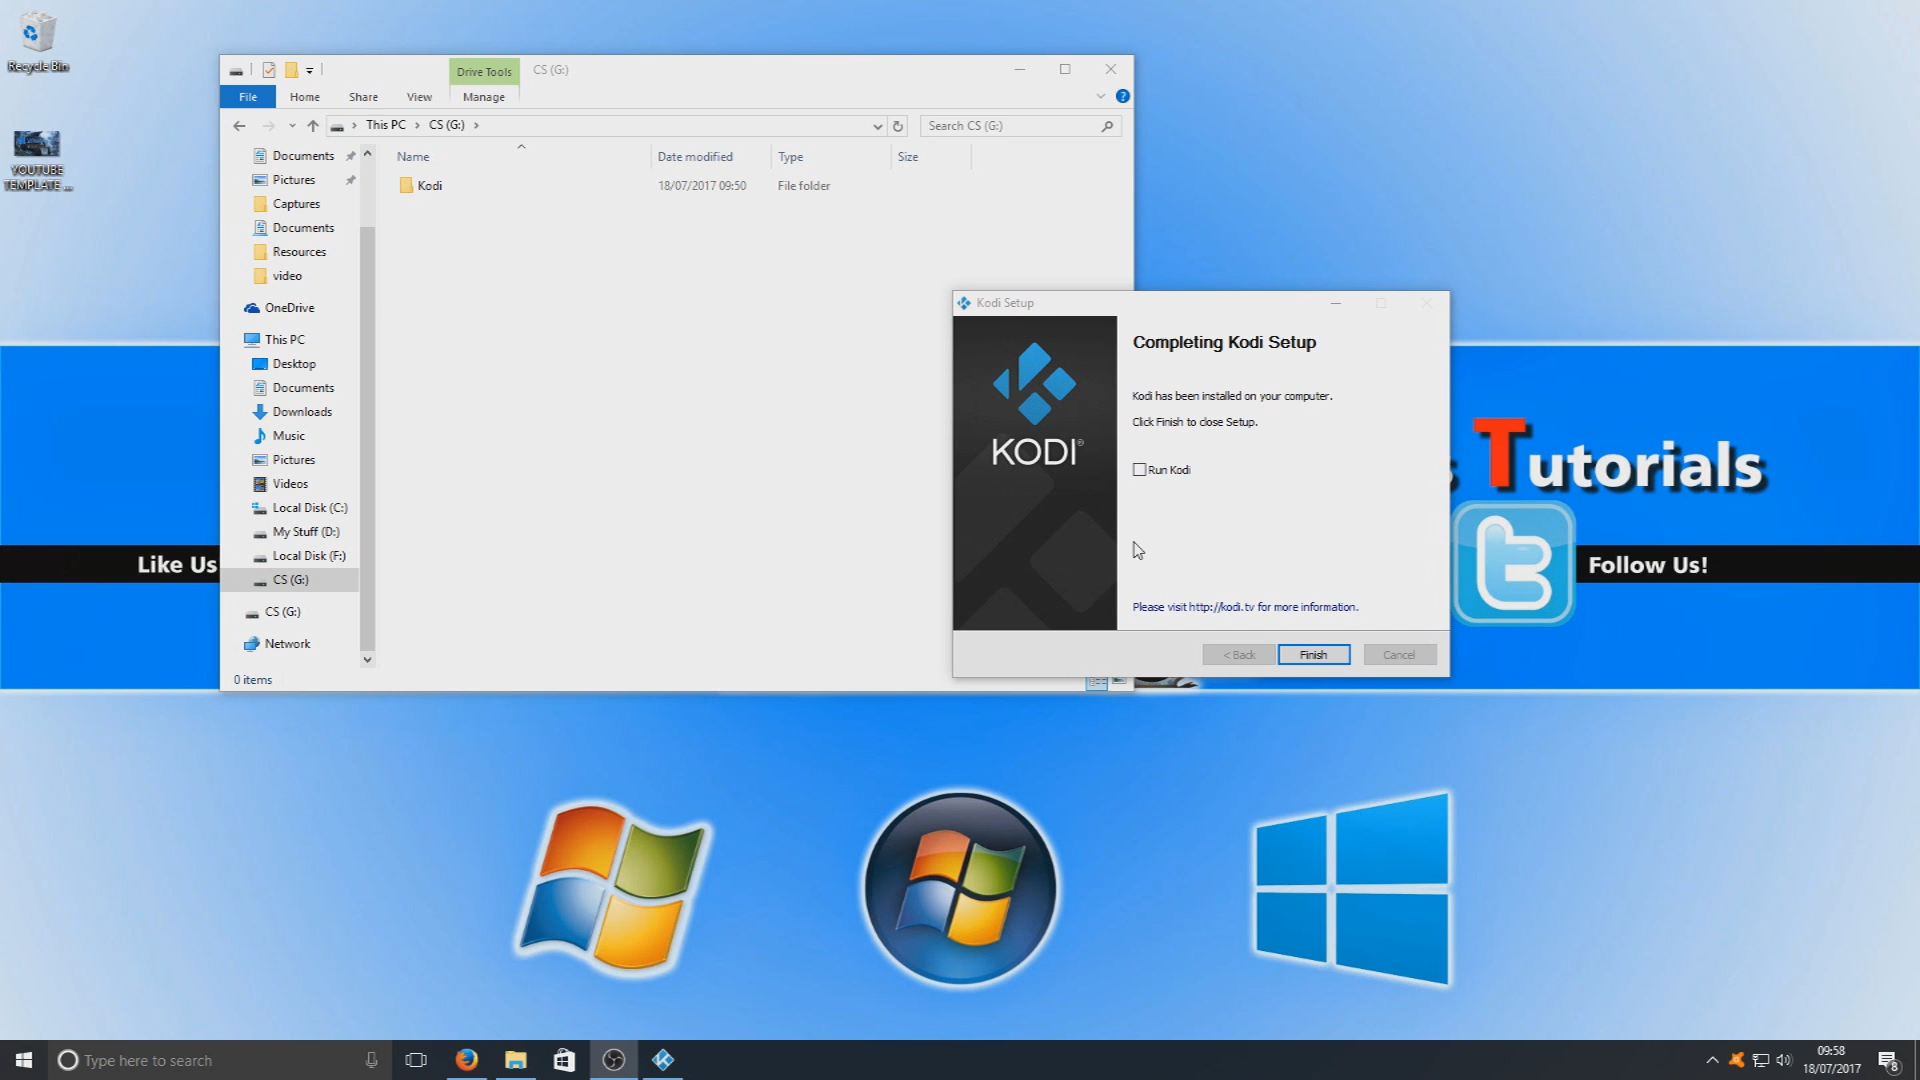 Recycle Bin
YOUTUBE
TEMPLATE ...
Drive Tools
CS (G:)
File
Home
Share
View
Manage
This PC
CS (G:)
Search CS (G:)
Name
Date modified
Type
Size
Kodi
18/07/2017 09:50
File folder
Documents
Pictures
Captures
Documents
Resources
video
OneDrive
This PC
Desktop
Documents
Downloads
Music
Pictures
Videos
Local Disk (C:)
My Stuff (D:)
Local Disk (F:)
CS (G:)
CS (G:)
Network
0 items
Kodi Setup
KODI®
Completing Kodi Setup
Kodi has been installed on your computer.
Click Finish to close Setup.
Run Kodi
Please visit http://kodi.tv for more information.
< Back
Finish
Cancel
s Tutorials
Like Us
Follow Us!
Type here to search
09:58
18/07/2017
8